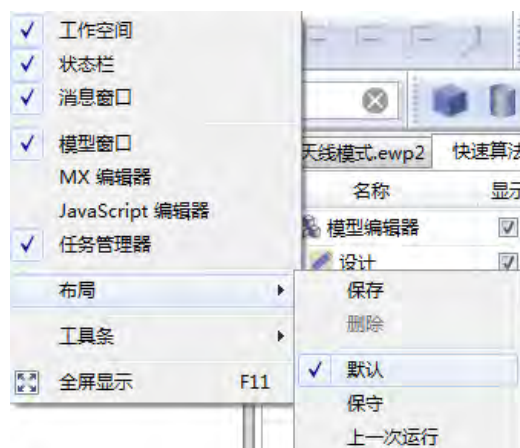 工作空间
状态栏
消息窗口
模型窗口
MX 编辑器
JavaScript 编辑器
任务管理器
布局
工具条
全屏显示 F11
天线模式.ewp2 快速算法
名称 显示
模型编辑器
设计
保存
删除
默认
保守
上一次运行